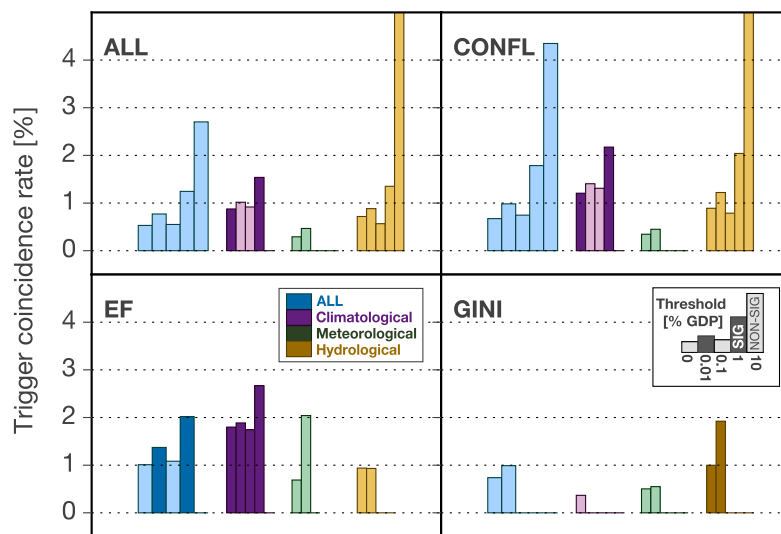 ALL
CONFL
Trigger coincidence rate [%]
4
3
2
1
0
EF
GINI
ALL
Climatological
Meteorological
Hydrological
Threshold
[% GDP]
SIG
NON-SIG
0
0.01
0.1
1
10
4
3
2
1
0